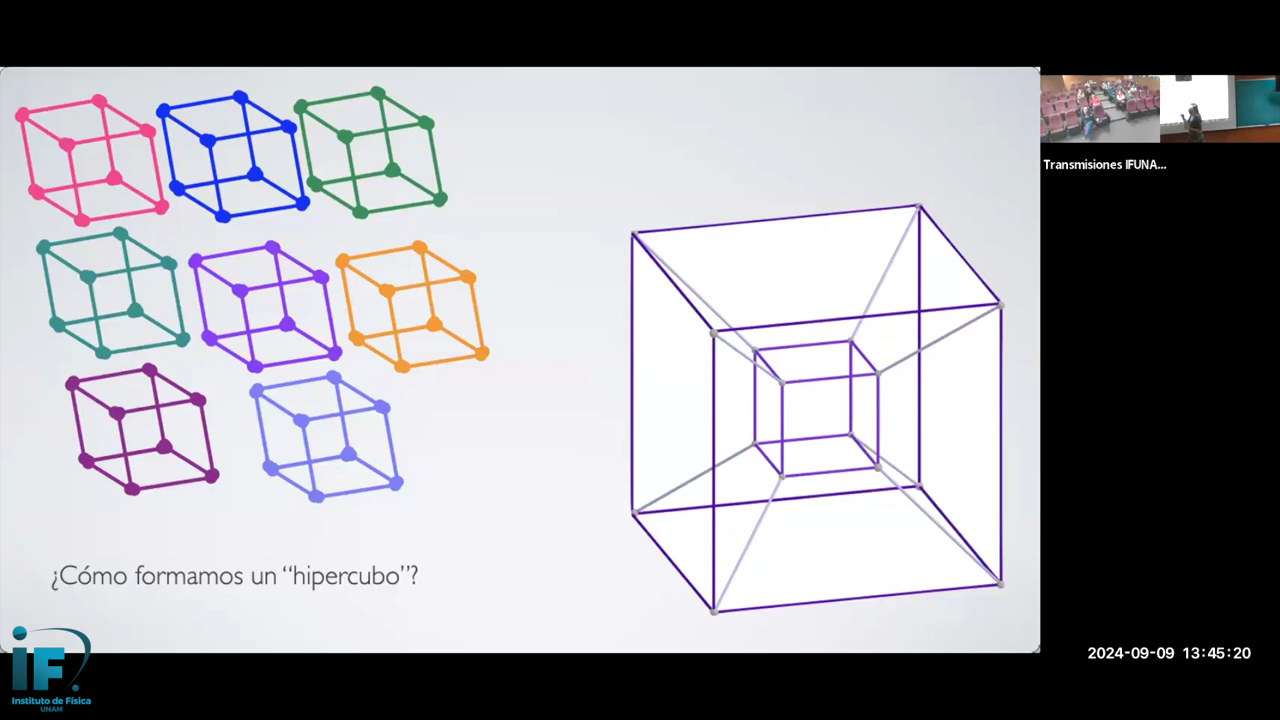 Transmisiones IFUNA...
¿Cómo formamos un “hipercubo”?
iF®
Instituto de Física
UNAM
2024-09-09 13:45:20